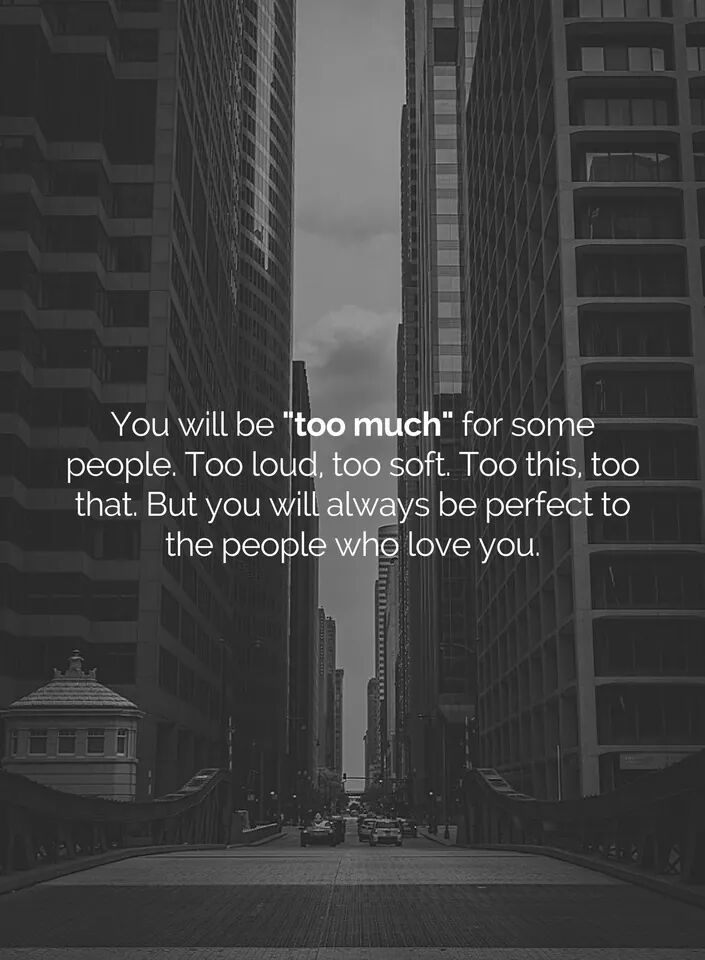 You will be "too much" for some
people. Too loud, too soft. Too this, too
that. But you will always be perfect to
the people who love you.